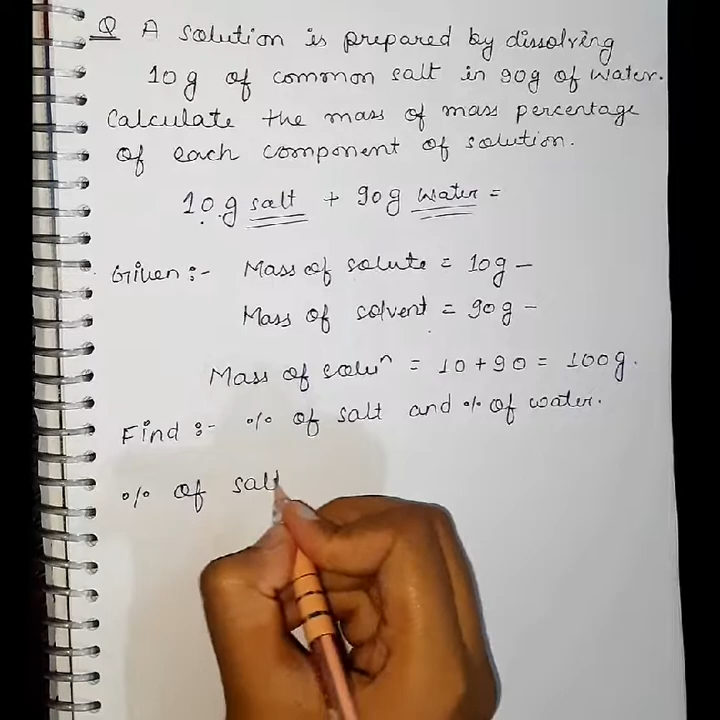 Q A solution is prepared by dissolving
10g of common salt in 90g of water.
Calculate the mass of mass percentage
of each component of solution.
10g salt + 90g water =
Given :- Mass of solute = 10g -
Mass of solvent = 90g -
Mass of soluⁿ = 10 + 90 = 100g.
Find :- % of salt and % of water.
% of salt